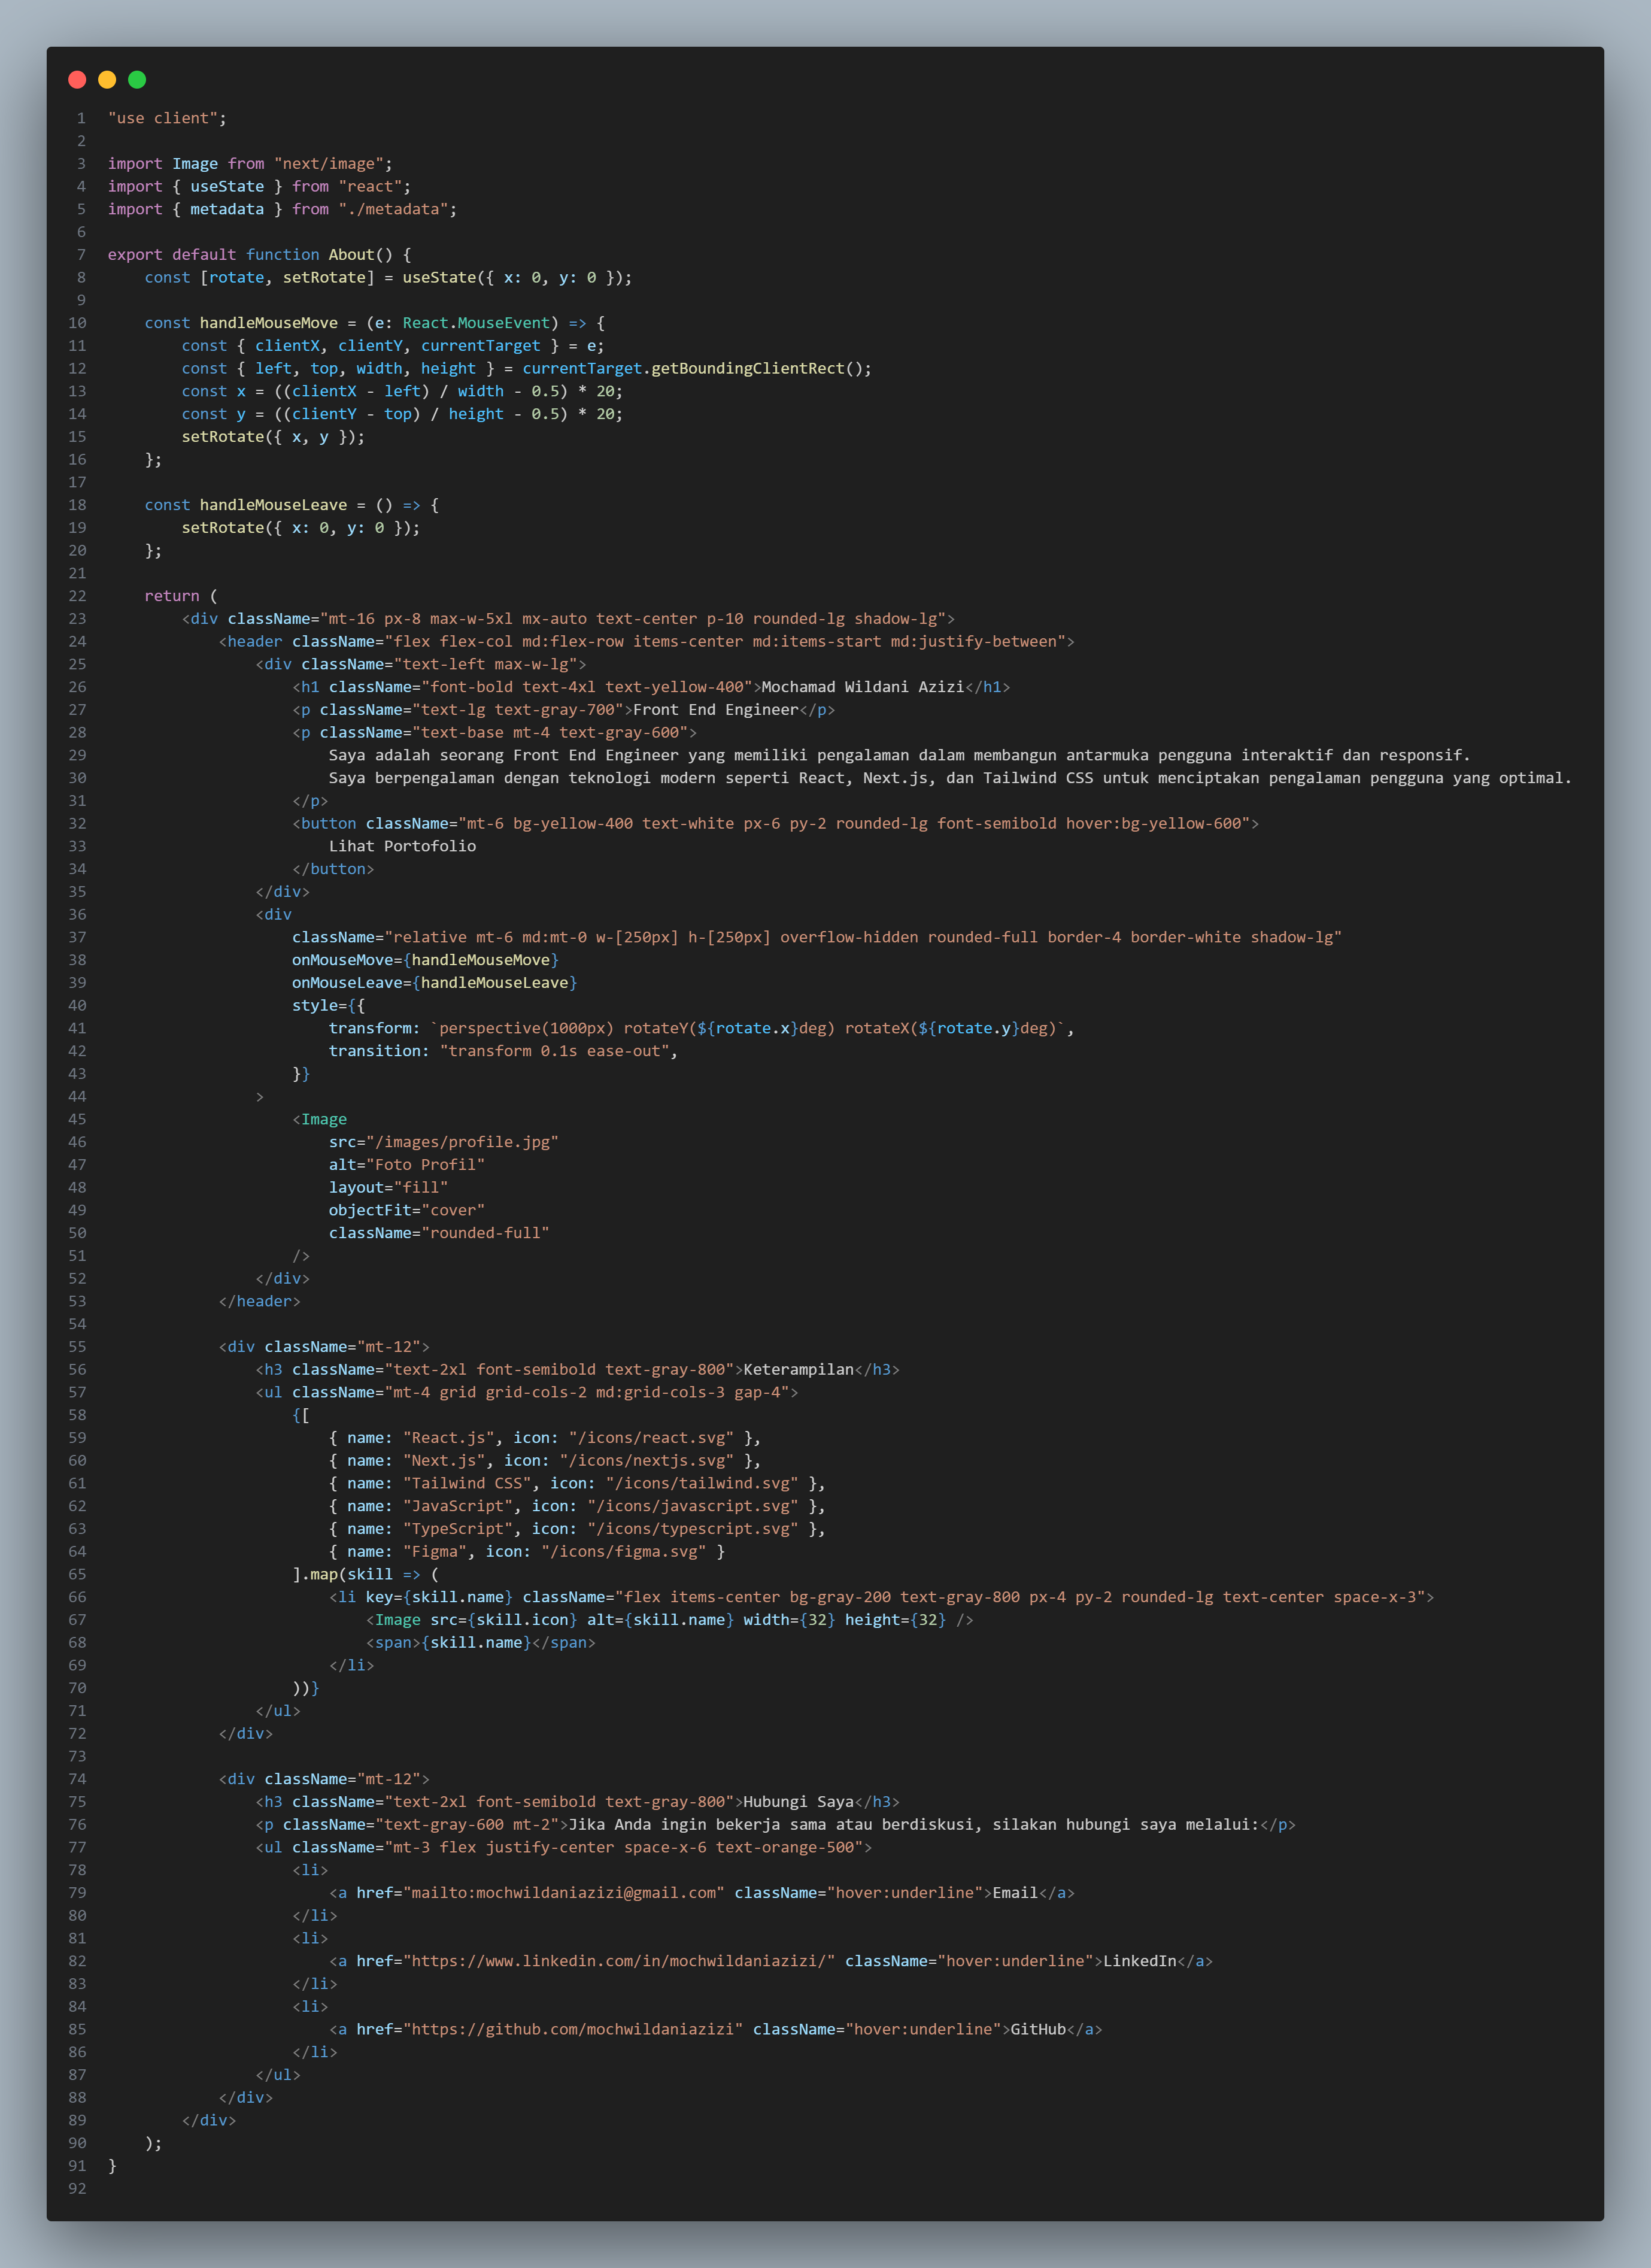 1 "use client";
2
3 import Image from "next/image";
4 import { useState } from "react";
5 import { metadata } from "./metadata";
6
7 export default function About() {
8     const [rotate, setRotate] = useState({ x: 0, y: 0 });
9
10     const handleMouseMove = (e: React.MouseEvent) => {
11         const { clientX, clientY, currentTarget } = e;
12         const { left, top, width, height } = currentTarget.getBoundingClientRect();
13         const x = ((clientX - left) / width - 0.5) * 20;
14         const y = ((clientY - top) / height - 0.5) * 20;
15         setRotate({ x, y });
16     };
17
18     const handleMouseLeave = () => {
19         setRotate({ x: 0, y: 0 });
20     };
21
22     return (
23         <div className="mt-16 px-8 max-w-5xl mx-auto text-center p-10 rounded-lg shadow-lg">
24             <header className="flex flex-col md:flex-row items-center md:items-start md:justify-between">
25                 <div className="text-left max-w-lg">
26                     <h1 className="font-bold text-4xl text-yellow-400">Mochamad Wildani Azizi</h1>
27                     <p className="text-lg text-gray-700">Front End Engineer</p>
28                     <p className="text-base mt-4 text-gray-600">
29                         Saya adalah seorang Front End Engineer yang memiliki pengalaman dalam membangun antarmuka pengguna interaktif dan responsif.
30                         Saya berpengalaman dengan teknologi modern seperti React, Next.js, dan Tailwind CSS untuk menciptakan pengalaman pengguna yang optimal.
31                     </p>
32                     <button className="mt-6 bg-yellow-400 text-white px-6 py-2 rounded-lg font-semibold hover:bg-yellow-600">
33                         Lihat Portofolio
34                     </button>
35                 </div>
36                 <div
37                     className="relative mt-6 md:mt-0 w-[250px] h-[250px] overflow-hidden rounded-full border-4 border-white shadow-lg"
38                     onMouseMove={handleMouseMove}
39                     onMouseLeave={handleMouseLeave}
40                     style={{
41                         transform: `perspective(1000px) rotateY(${rotate.x}deg) rotateX(${rotate.y}deg)`,
42                         transition: "transform 0.1s ease-out",
43                     }}
44                 >
45                     <Image
46                         src="/images/profile.jpg"
47                         alt="Foto Profil"
48                         layout="fill"
49                         objectFit="cover"
50                         className="rounded-full"
51                     />
52                 </div>
53             </header>
54
55             <div className="mt-12">
56                 <h3 className="text-2xl font-semibold text-gray-800">Keterampilan</h3>
57                 <ul className="mt-4 grid grid-cols-2 md:grid-cols-3 gap-4">
58                     {[
59                         { name: "React.js", icon: "/icons/react.svg" },
60                         { name: "Next.js", icon: "/icons/nextjs.svg" },
61                         { name: "Tailwind CSS", icon: "/icons/tailwind.svg" },
62                         { name: "JavaScript", icon: "/icons/javascript.svg" },
63                         { name: "TypeScript", icon: "/icons/typescript.svg" },
64                         { name: "Figma", icon: "/icons/figma.svg" }
65                     ].map(skill => (
66                         <li key={skill.name} className="flex items-center bg-gray-200 text-gray-800 px-4 py-2 rounded-lg text-center space-x-3">
67                             <Image src={skill.icon} alt={skill.name} width={32} height={32} />
68                             <span>{skill.name}</span>
69                         </li>
70                     ))}
71                 </ul>
72             </div>
73
74             <div className="mt-12">
75                 <h3 className="text-2xl font-semibold text-gray-800">Hubungi Saya</h3>
76                 <p className="text-gray-600 mt-2">Jika Anda ingin bekerja sama atau berdiskusi, silakan hubungi saya melalui:</p>
77                 <ul className="mt-3 flex justify-center space-x-6 text-orange-500">
78                     <li>
79                         <a href="mailto:mochwildaniazizi@gmail.com" className="hover:underline">Email</a>
80                     </li>
81                     <li>
82                         <a href="https://www.linkedin.com/in/mochwildaniazizi/" className="hover:underline">LinkedIn</a>
83                     </li>
84                     <li>
85                         <a href="https://github.com/mochwildaniazizi" className="hover:underline">GitHub</a>
86                     </li>
87                 </ul>
88             </div>
89         </div>
90     );
91 }
92